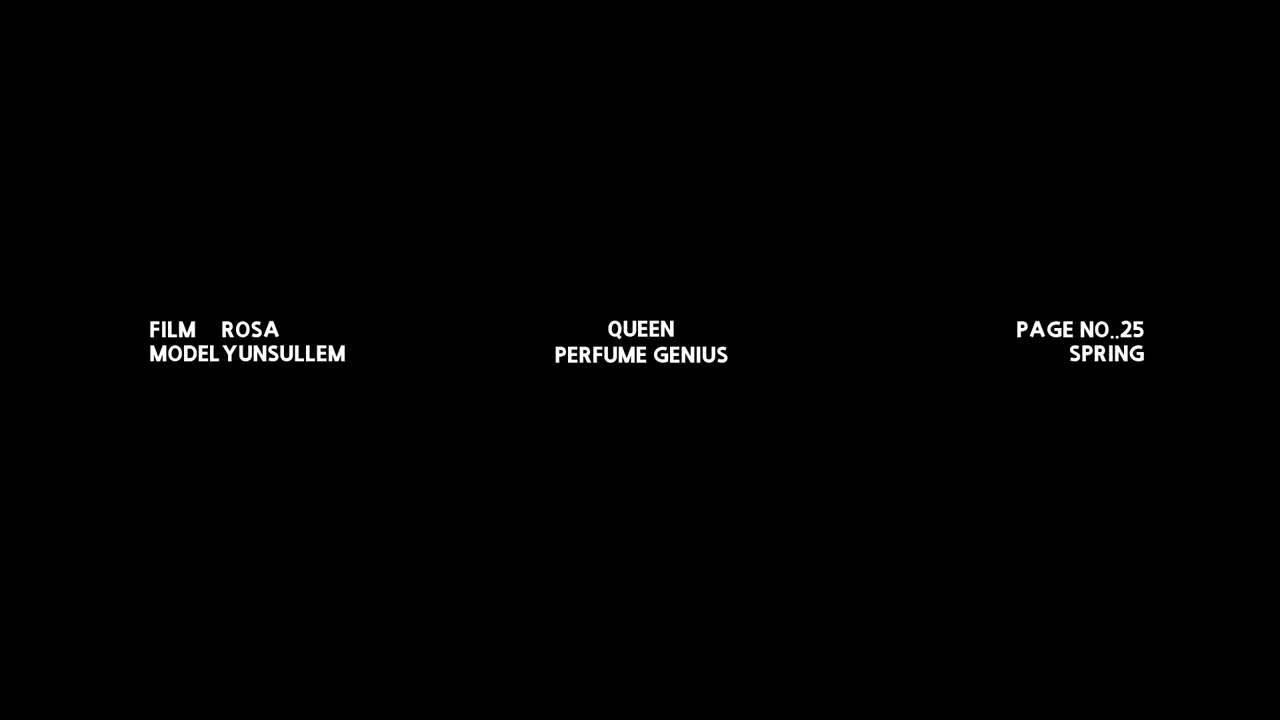 FILM ROSA
MODEL YUNSULLEM
QUEEN
PERFUME GENIUS
PAGE NO..25
SPRING